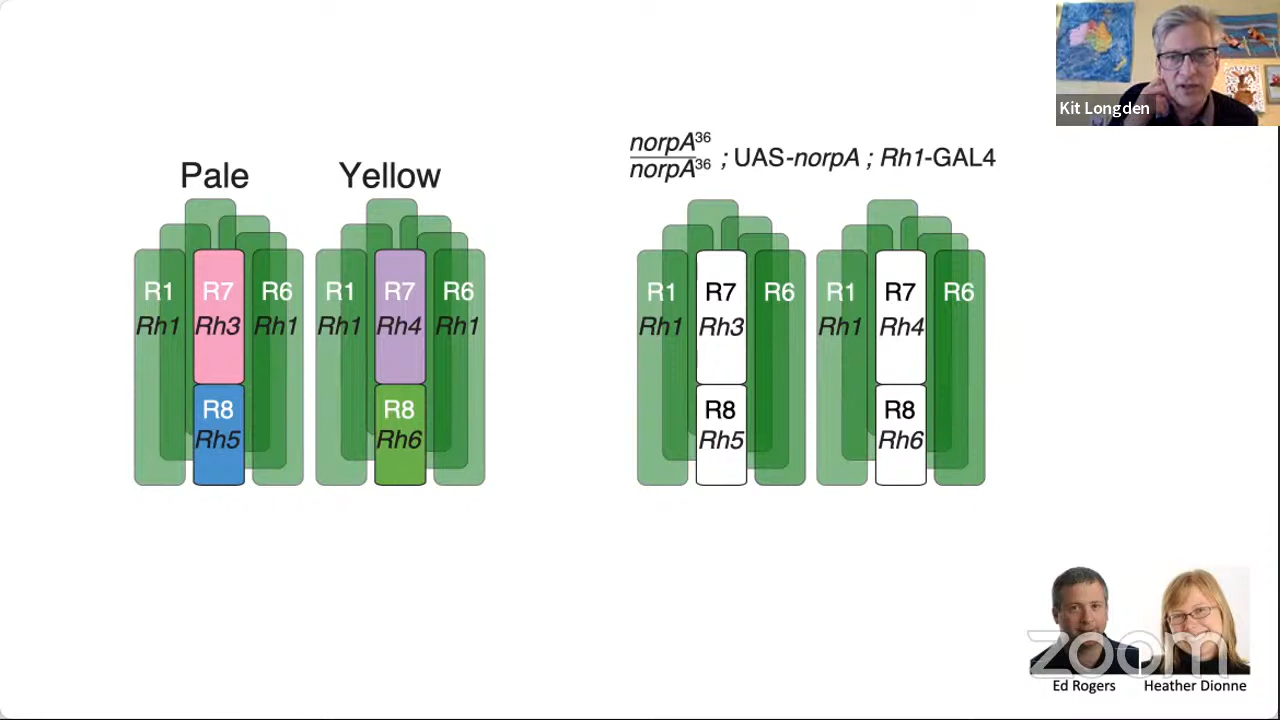 Kit Longden
norpA36
norpA36
; UAS-norpA ; Rh1-GAL4
Pale Yellow
R1 R7 R6 R1 R7 R6
Rh1 Rh3 Rh1 Rh1 Rh4 Rh1
R8 R8
Rh5 Rh6
R1 R7 R6 R1 R7 R6
Rh1 Rh3 Rh1 Rh4
R8 R8
Rh5 Rh6
zoom
Ed Rogers Heather Dionne